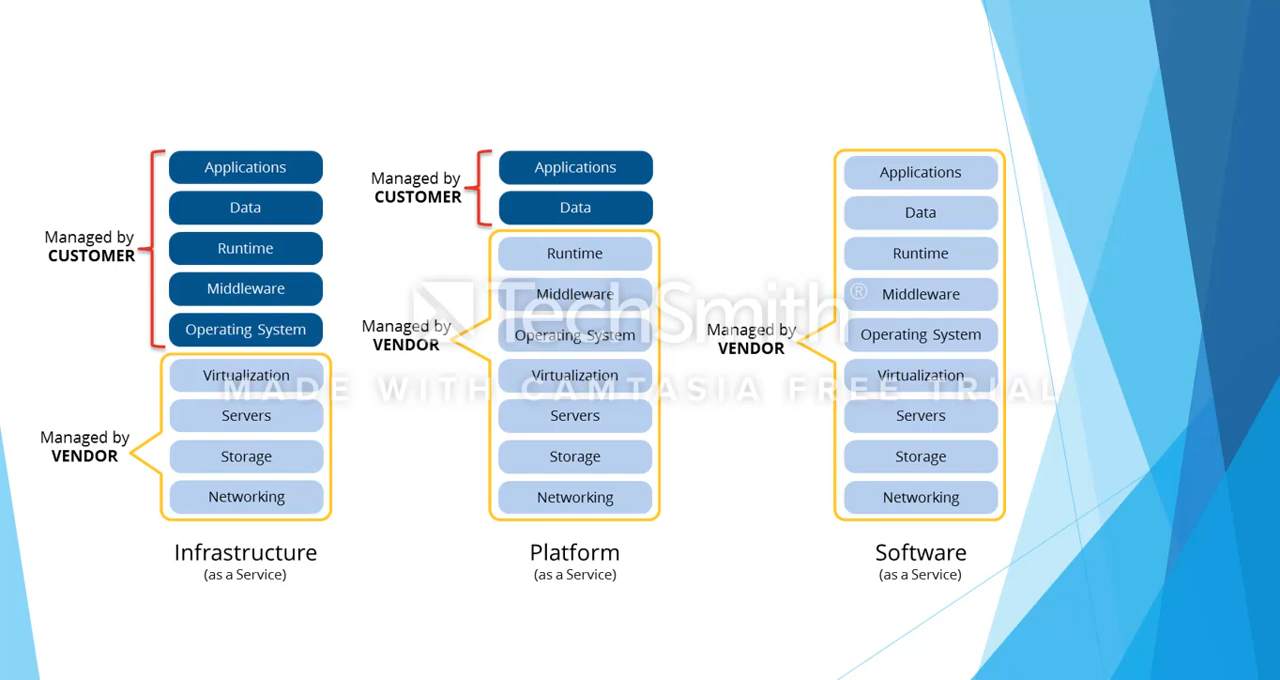 Managed by
CUSTOMER
Applications
Data
Runtime
Middleware
Operating System
Managed by
VENDOR
Virtualization
Servers
Storage
Networking
Infrastructure
(as a Service)
Managed by
CUSTOMER
Applications
Data
Managed by
VENDOR
Runtime
Middleware
Operating System
Virtualization
Servers
Storage
Networking
Platform
(as a Service)
Managed by
VENDOR
Applications
Data
Runtime
Middleware
Operating System
Virtualization
Servers
Storage
Networking
Software
(as a Service)
TechSmith®
MADE WITH CAMTASIA FREE TRIAL